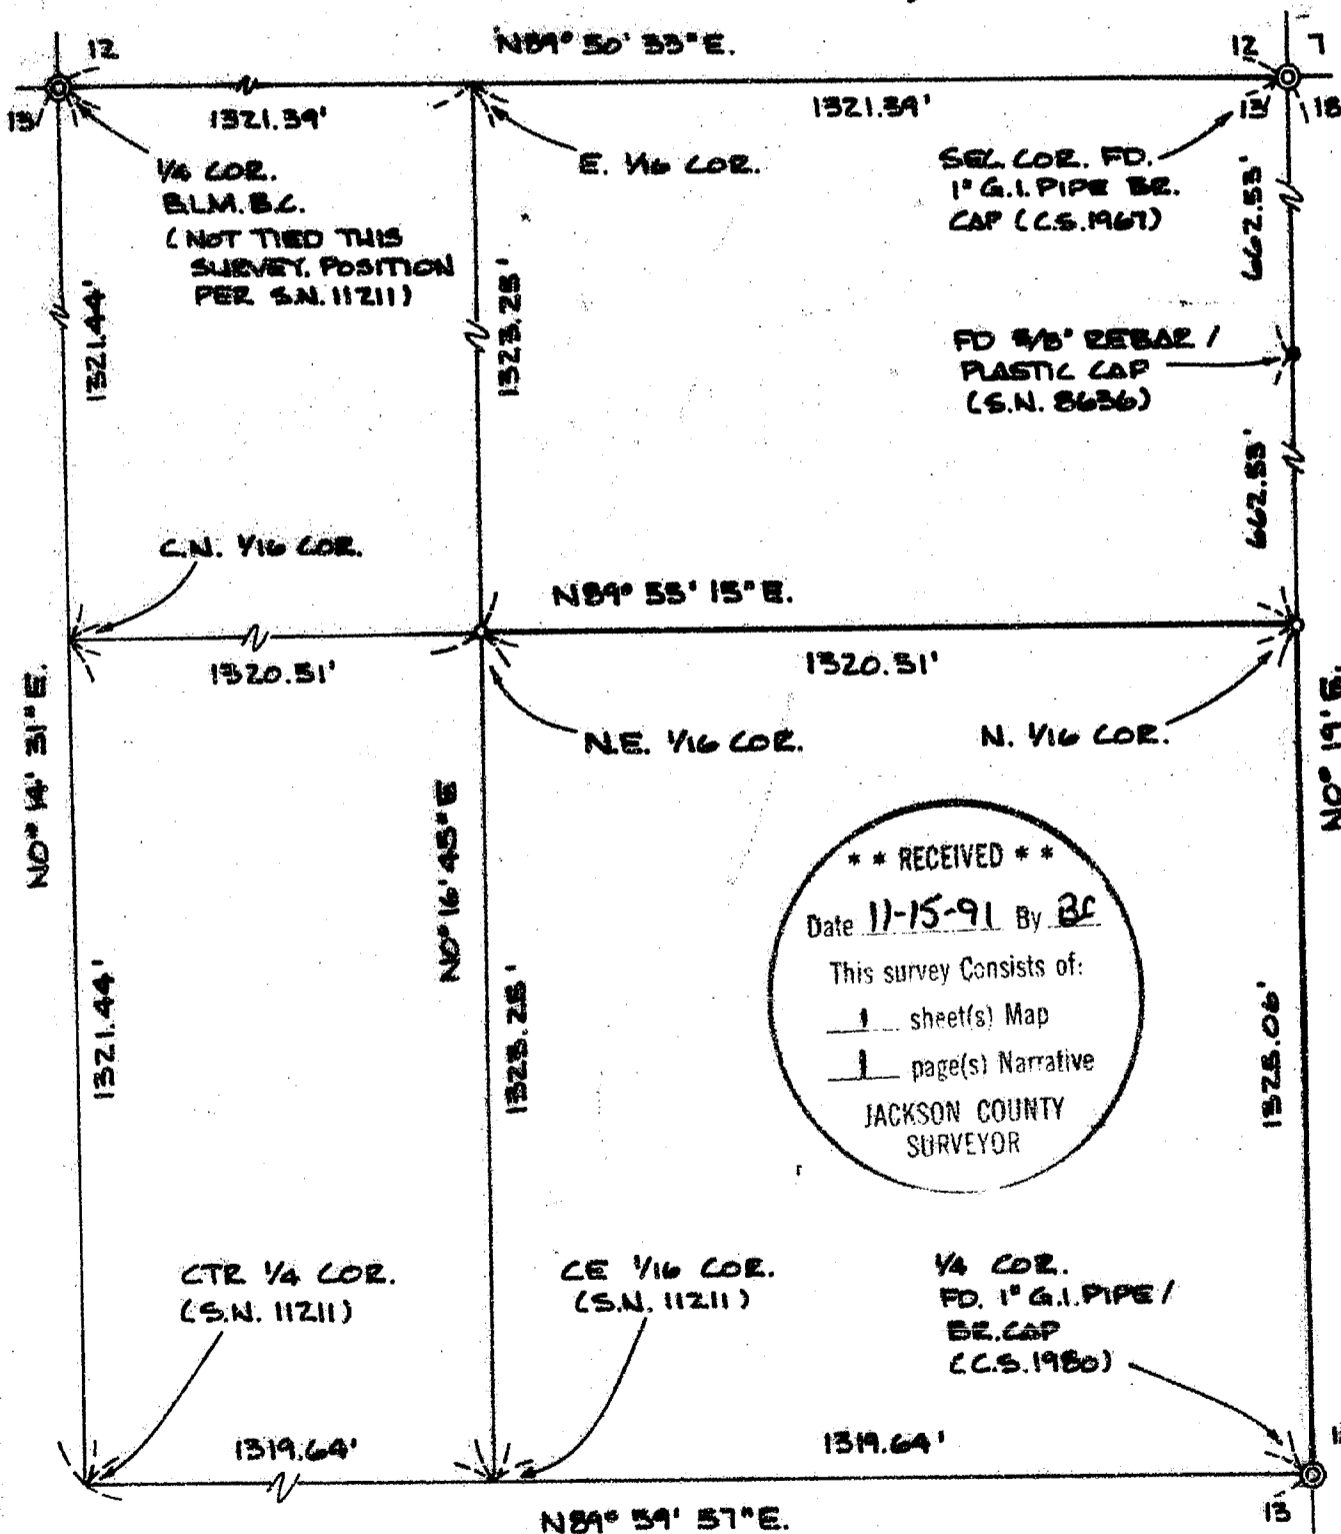 12
N89° 50' 33" E.
12
7
13
1321.39'
1321.39'
13
18
1/4 COR.
B.L.M. B.C.
(NOT TIED THIS
SURVEY. POSITION
PER S.N. 11211)
E. 1/16 COR.
SEC. COR. FD.
1" G.I. PIPE BR.
CAP (C.S. 1967)
662.53'
1321.44'
1323.25'
FD 5/8" REBAR /
PLASTIC CAP
(S.N. 8636)
662.53'
C.N. 1/16 COR.
N89° 55' 15" E.
1320.51'
1320.51'
N.E. 1/16 COR.
N. 1/16 COR.
N0° 14' 31" E.
N0° 16' 45" E
N0° 19' E.
* * RECEIVED * *
Date 11-15-91 By BC
This survey Consists of:
1 sheet(s) Map
1 page(s) Narrative
JACKSON COUNTY
SURVEYOR
1321.44'
1323.25'
1325.06'
CTR 1/4 COR.
(S.N. 11211)
CE 1/16 COR.
(S.N. 11211)
1/4 COR.
FD. 1" G.I. PIPE /
BR. CAP
(C.S. 1980)
1319.64'
1319.64'
N89° 59' 57" E.
13